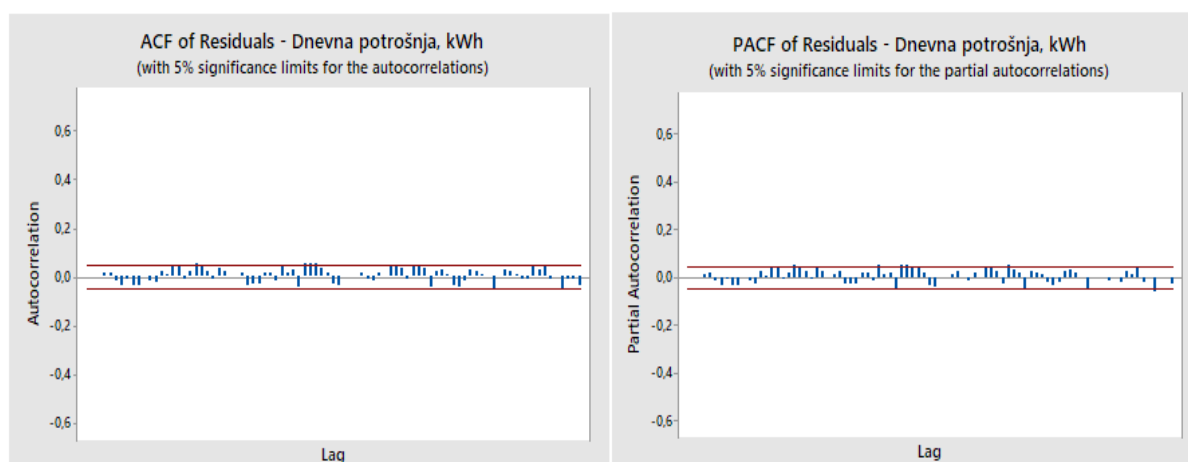 ACF of Residuals - Dnevna potrošnja, kWh
(with 5% significance limits for the autocorrelations)
0,6
0,4
0,2
0,0
-0,2
-0,4
-0,6
Autocorrelation
Lag
PACF of Residuals - Dnevna potrošnja, kWh
(with 5% significance limits for the partial autocorrelations)
0,6
0,4
0,2
0,0
-0,2
-0,4
-0,6
Partial Autocorrelation
Lag